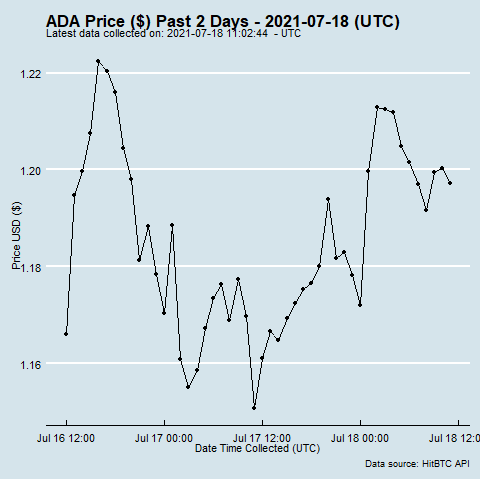 ADA Price ($) Past 2 Days - 2021-07-18 (UTC)
Latest data collected on: 2021-07-18 11:02:44 - UTC
1.22
1.20
1.18
1.16
Price USD ($)
Jul 16 12:00 Jul 17 00:00 Jul 17 12:00 Jul 18 00:00 Jul 18 12:00
Date Time Collected (UTC)
Data source: HitBTC API